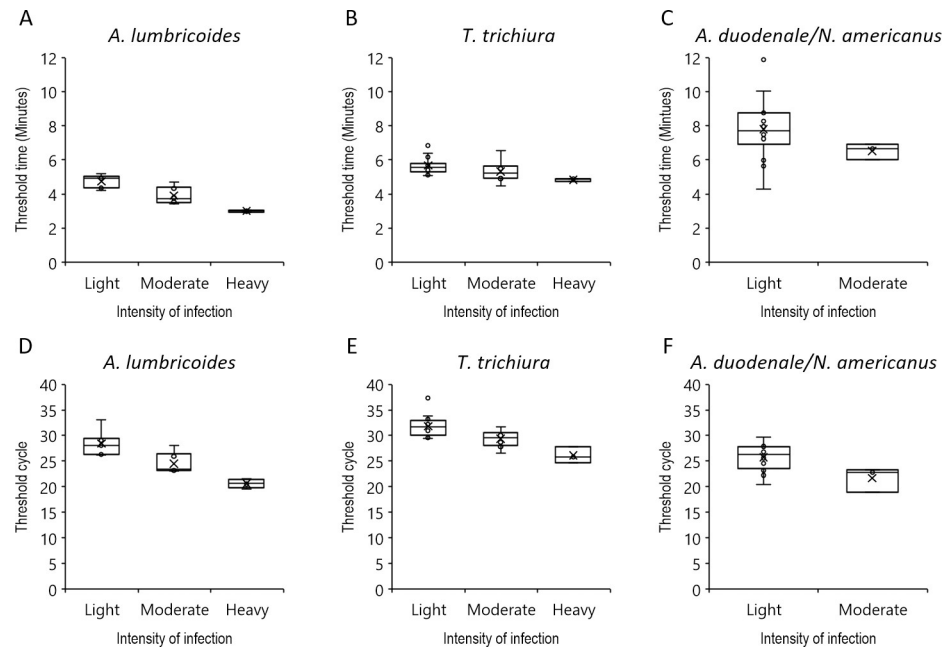 A
A. lumbricoides
Threshold time (Minutes)
12
10
8
6
4
2
0
Light Moderate Heavy
Intensity of infection
B
T. trichiura
Threshold time (Minutes)
12
10
8
6
4
2
0
Light Moderate Heavy
Intensity of infection
C
A. duodenale/N. americanus
Threshold time (Mintues)
12
10
8
6
4
2
0
Light Moderate
Intensity of infection
D
A. lumbricoides
Threshold cycle
40
35
30
25
20
15
10
5
0
Light Moderate Heavy
Intensity of infection
E
T. trichiura
Threshold cycle
40
35
30
25
20
15
10
5
0
Light Moderate Heavy
Intensity of infection
F
A. duodenale/N. americanus
Threshold cycle
40
35
30
25
20
15
10
5
0
Light Moderate
Intensity of infection